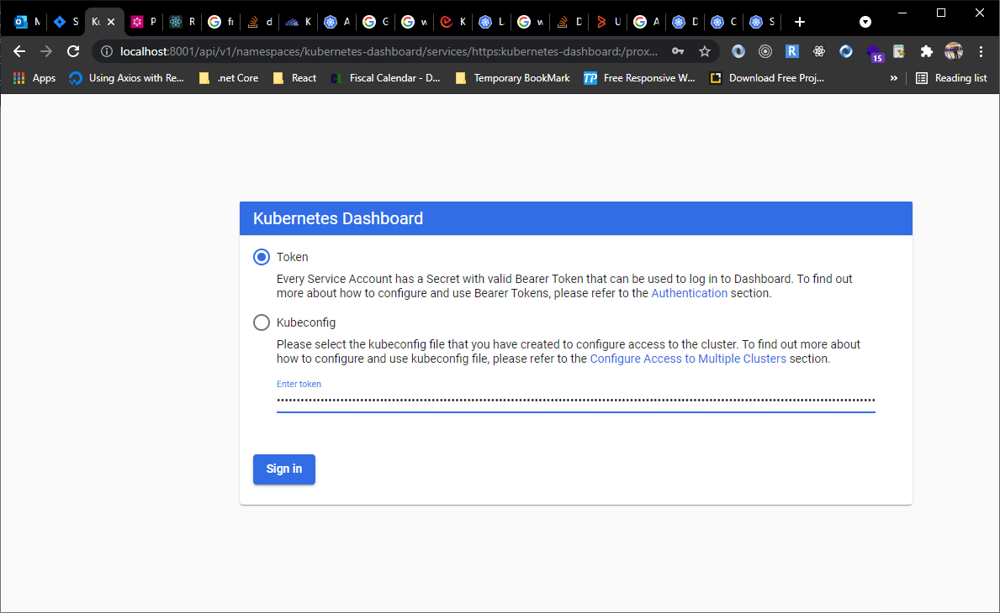 M S Ku P R fr d K A G w K L w D U A D C S
localhost:8001/api/v1/namespaces/kubernetes-dashboard/services/https:kubernetes-dashboard:/prox...
R 15
Apps Using Axios with Re... .net Core React CL Fiscal Calendar - D... Temporary BookMark TP Free Responsive W... Download Free Proj... » Reading list
Kubernetes Dashboard
Token
Every Service Account has a Secret with valid Bearer Token that can be used to log in to Dashboard. To find out
more about how to configure and use Bearer Tokens, please refer to the Authentication section.
Kubeconfig
Please select the kubeconfig file that you have created to configure access to the cluster. To find out more about
how to configure and use kubeconfig file, please refer to the Configure Access to Multiple Clusters section.
Enter token
Sign in